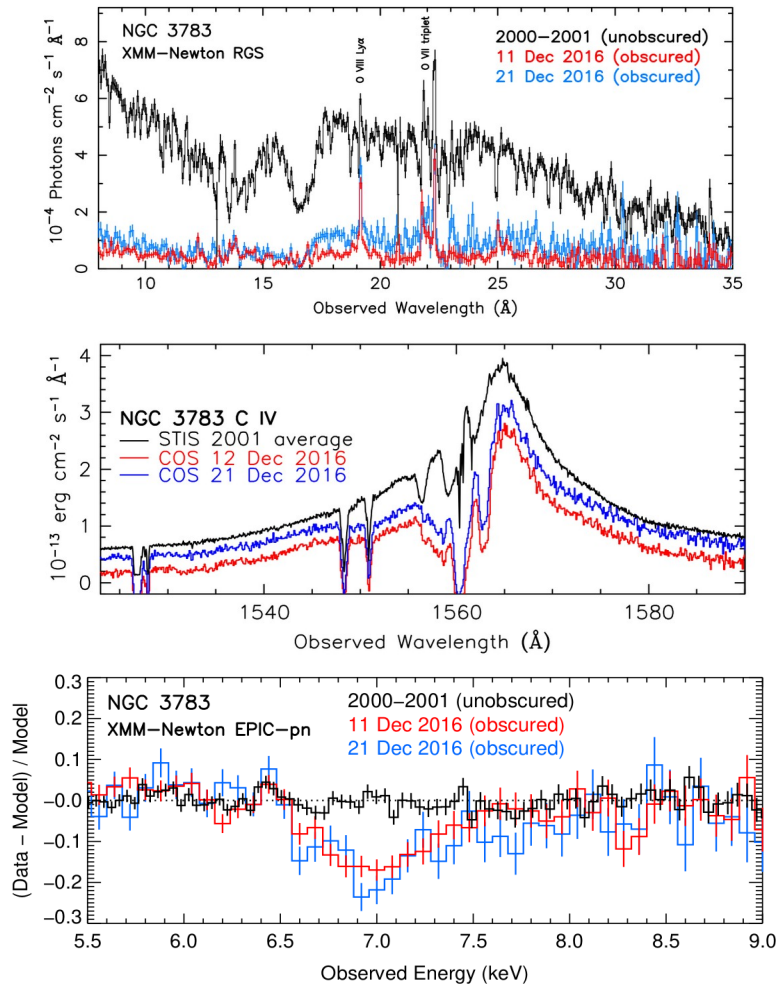 NGC 3783
XMM-Newton RGS
O VIII Lyα
O VII triplet
2000-2001 (unobscured)
11 Dec 2016 (obscured)
21 Dec 2016 (obscured)
10⁻⁴ Photons cm⁻² s⁻¹ Å⁻¹
8
6
4
2
0
10 15 20 25 30 35
Observed Wavelength (Å)
NGC 3783 C IV
STIS 2001 average
COS 12 Dec 2016
COS 21 Dec 2016
10⁻¹³ erg cm⁻² s⁻¹ Å⁻¹
4
3
2
1
0
1540 1560 1580
Observed Wavelength (Å)
NGC 3783
XMM-Newton EPIC-pn
2000-2001 (unobscured)
11 Dec 2016 (obscured)
21 Dec 2016 (obscured)
(Data – Model) / Model
0.3
0.2
0.1
-0.0
-0.1
-0.2
-0.3
5.5 6.0 6.5 7.0 7.5 8.0 8.5 9.0
Observed Energy (keV)